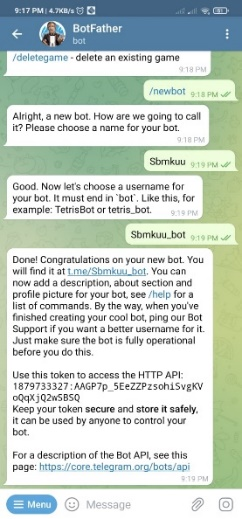 9:17 PM | 4.7KB/s
BotFather
bot
/deletegame - delete an existing game
9:18 PM
/newbot 9:18 PM
Alright, a new bot. How are we going to
call it? Please choose a name for your bot.
9:18 PM
Sbmkuu 9:19 PM
Good. Now let's choose a username for
your bot. It must end in `bot`. Like this, for
example: TetrisBot or tetris_bot.
9:19 PM
Sbmkuu_bot 9:19 PM
Done! Congratulations on your new bot. You
will find it at t.me/Sbmkuu_bot. You can
now add a description, about section and
profile picture for your bot, see /help for a
list of commands. By the way, when you've
finished creating your cool bot, ping our Bot
Support if you want a better username for it.
Just make sure the bot is fully operational
before you do this.
Use this token to access the HTTP API:
1879733327:AAGP7p_5EeZZPzsohiSvgKV
oQqXjQ2wSBSQ
Keep your token secure and store it safely,
it can be used by anyone to control your
bot.
For a description of the Bot API, see this
page: https://core.telegram.org/bots/api
9:19 PM
Menu
Message